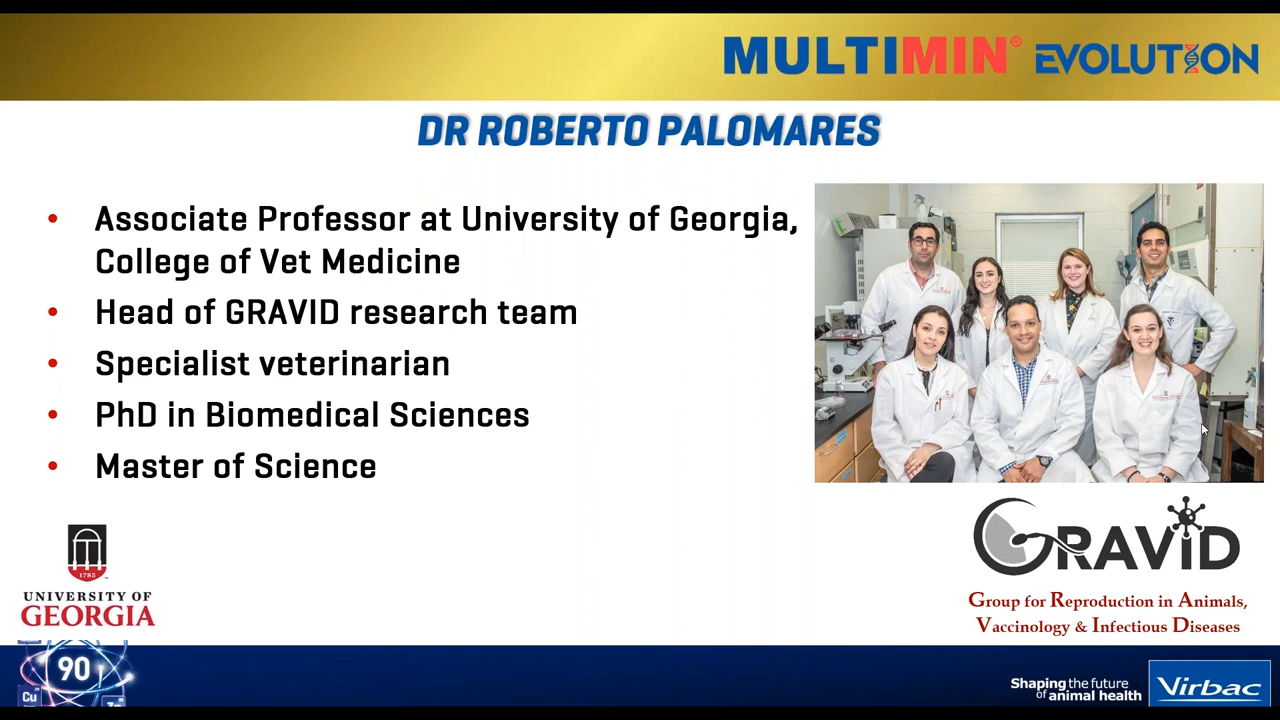 MULTIMIN® EVOLUTION
DR ROBERTO PALOMARES
• Associate Professor at University of Georgia,
College of Vet Medicine
• Head of GRAVID research team
• Specialist veterinarian
• PhD in Biomedical Sciences
• Master of Science
1785
UNIVERSITY OF
GEORGIA
GRAVID
Group for Reproduction in Animals,
Vaccinology & Infectious Diseases
90
Cu
Shaping the future
of animal health
Virbac